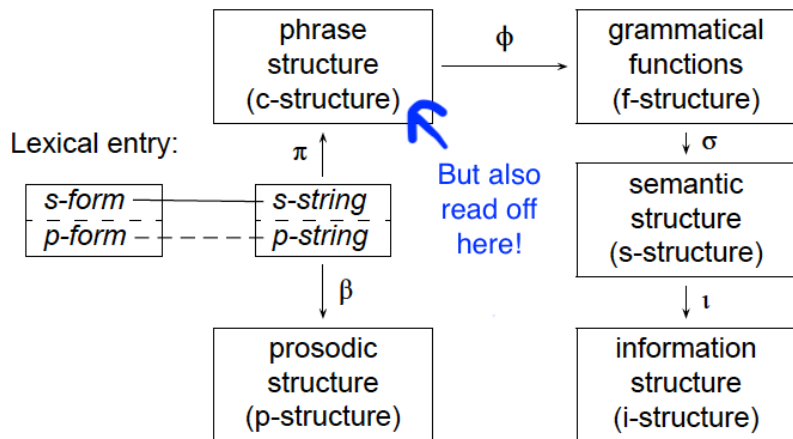 phrase
structure
(c-structure)
ϕ
grammatical
functions
(f-structure)
Lexical entry:
π
σ
But also
read off
here!
s-form
s-string
p-form
p-string
semantic
structure
(s-structure)
β
ι
prosodic
structure
(p-structure)
information
structure
(i-structure)